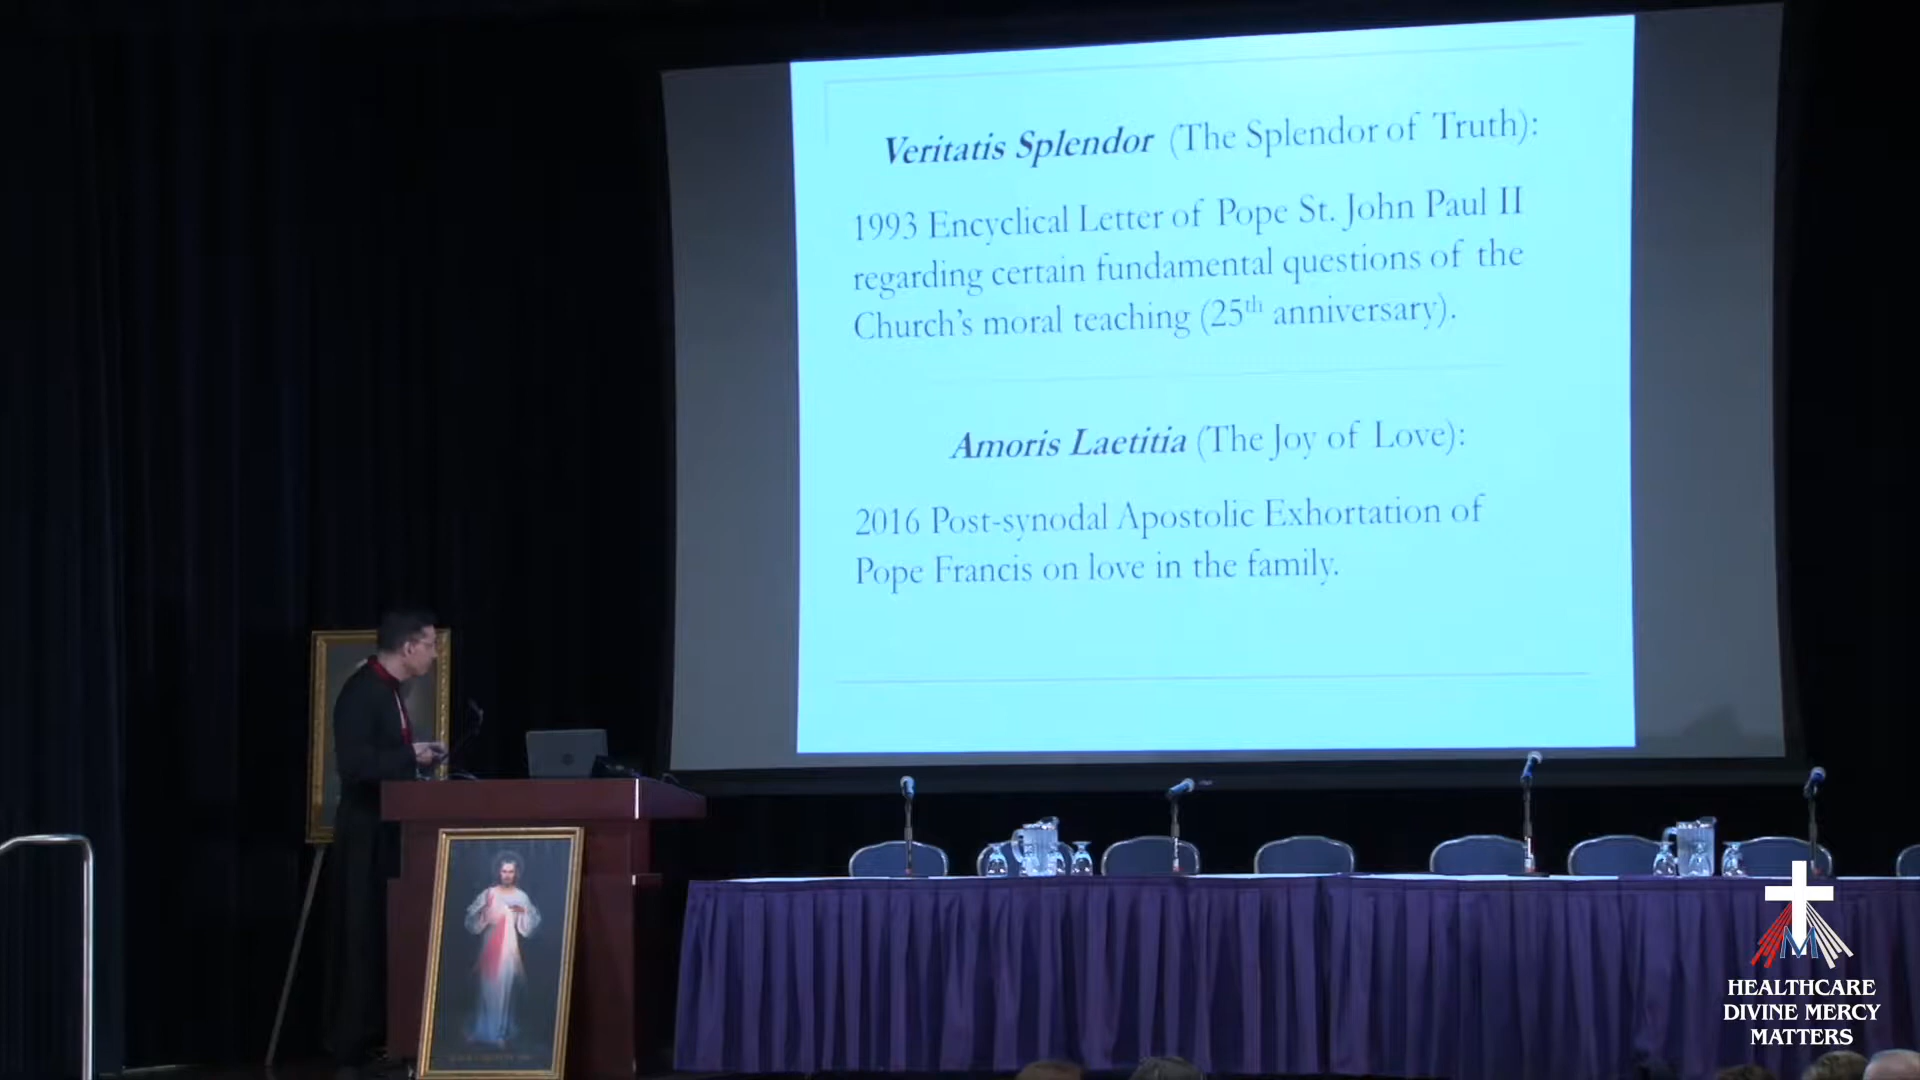 Veritatis Splendor (The Splendor of Truth):
1993 Encyclical Letter of Pope St. John Paul II
regarding certain fundamental questions of the
Church's moral teaching (25th anniversary).
Amoris Laetitia (The Joy of Love):
2016 Post-synodal Apostolic Exhortation of
Pope Francis on love in the family.
HEALTHCARE
DIVINE MERCY
MATTERS